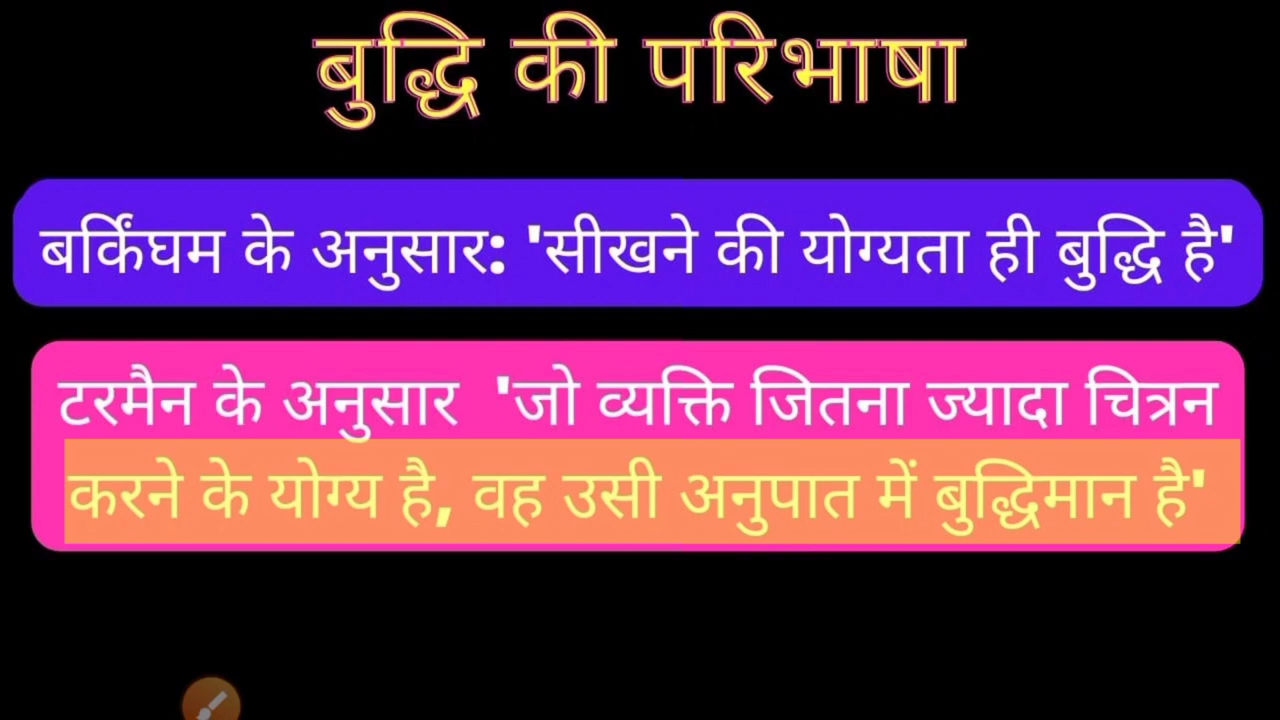 बुद्धि की परिभाषा
बर्किंघम के अनुसार: 'सीखने की योग्यता ही बुद्धि है'
टरमैन के अनुसार 'जो व्यक्ति जितना ज्यादा चित्रन
करने के योग्य है, वह उसी अनुपात में बुद्धिमान है'